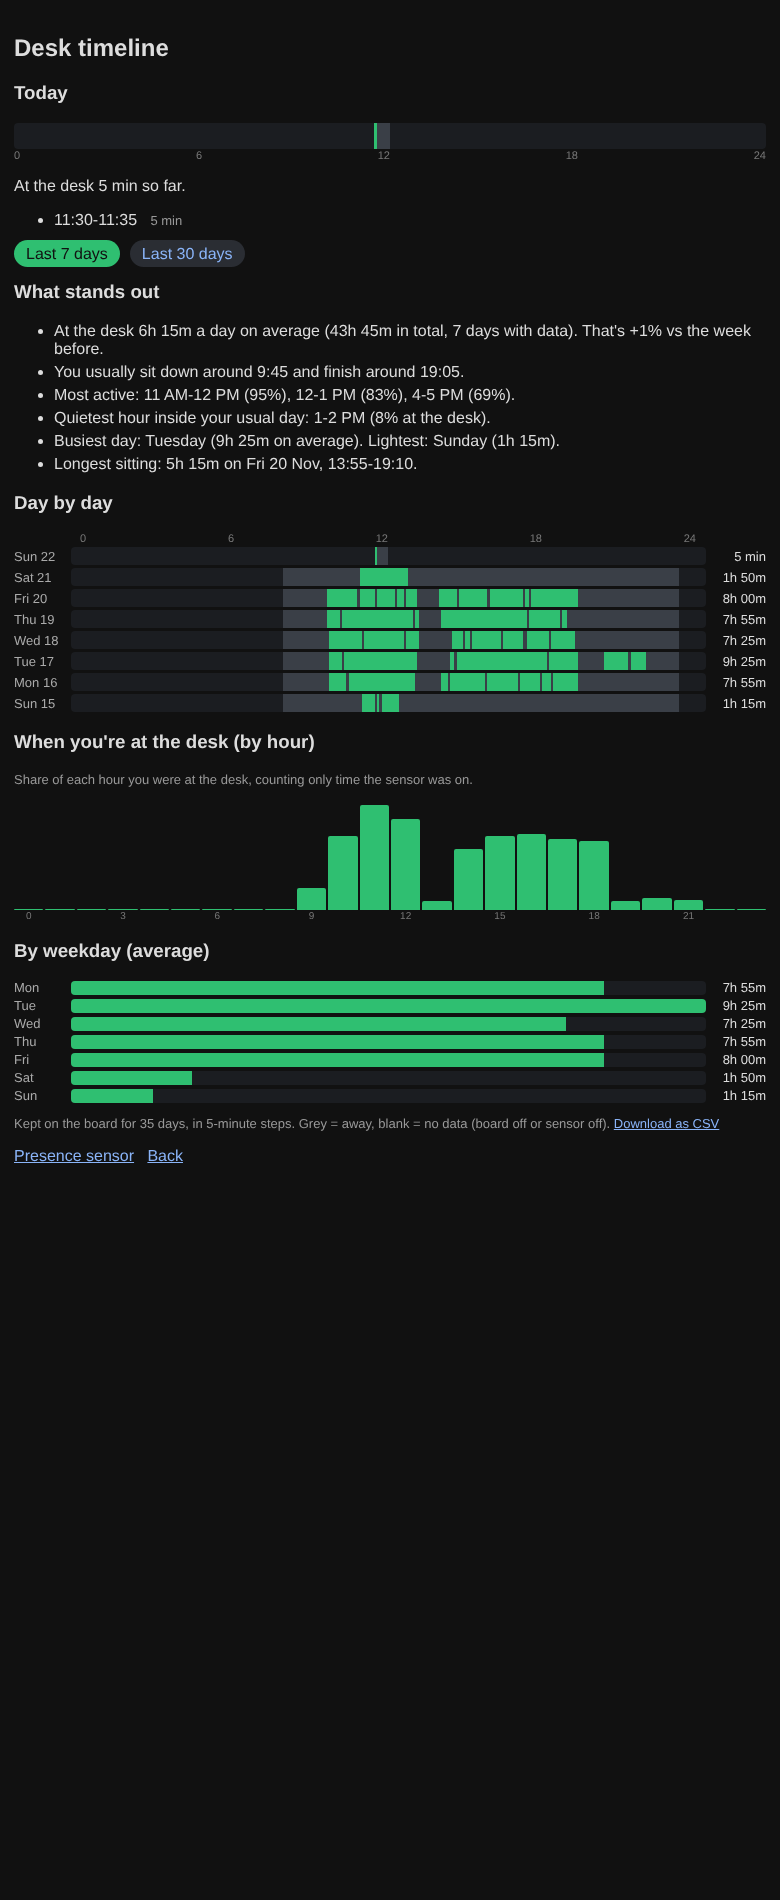 Desk timeline
Today
0 6 12 18 24
At the desk 5 min so far.
• 11:30-11:35 5 min
Last 7 days Last 30 days
What stands out
• At the desk 6h 15m a day on average (43h 45m in total, 7 days with data). That's +1% vs the week
before.
• You usually sit down around 9:45 and finish around 19:05.
• Most active: 11 AM-12 PM (95%), 12-1 PM (83%), 4-5 PM (69%).
• Quietest hour inside your usual day: 1-2 PM (8% at the desk).
• Busiest day: Tuesday (9h 25m on average). Lightest: Sunday (1h 15m).
• Longest sitting: 5h 15m on Fri 20 Nov, 13:55-19:10.
Day by day
0 6 12 18 24
Sun 22 5 min
Sat 21 1h 50m
Fri 20 8h 00m
Thu 19 7h 55m
Wed 18 7h 25m
Tue 17 9h 25m
Mon 16 7h 55m
Sun 15 1h 15m
When you're at the desk (by hour)
Share of each hour you were at the desk, counting only time the sensor was on.
0 3 6 9 12 15 18 21
By weekday (average)
Mon 7h 55m
Tue 9h 25m
Wed 7h 25m
Thu 7h 55m
Fri 8h 00m
Sat 1h 50m
Sun 1h 15m
Kept on the board for 35 days, in 5-minute steps. Grey = away, blank = no data (board off or sensor off). Download as CSV
Presence sensor Back